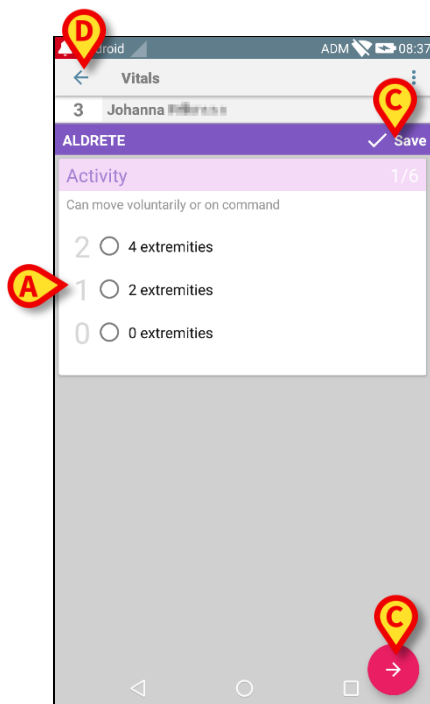 D
droid ADM 08:37
Vitals
C
3 Johanna
ALDRETE Save
Activity 1/6
Can move voluntarily or on command
2 4 extremities
A
1 2 extremities
0 0 extremities
C